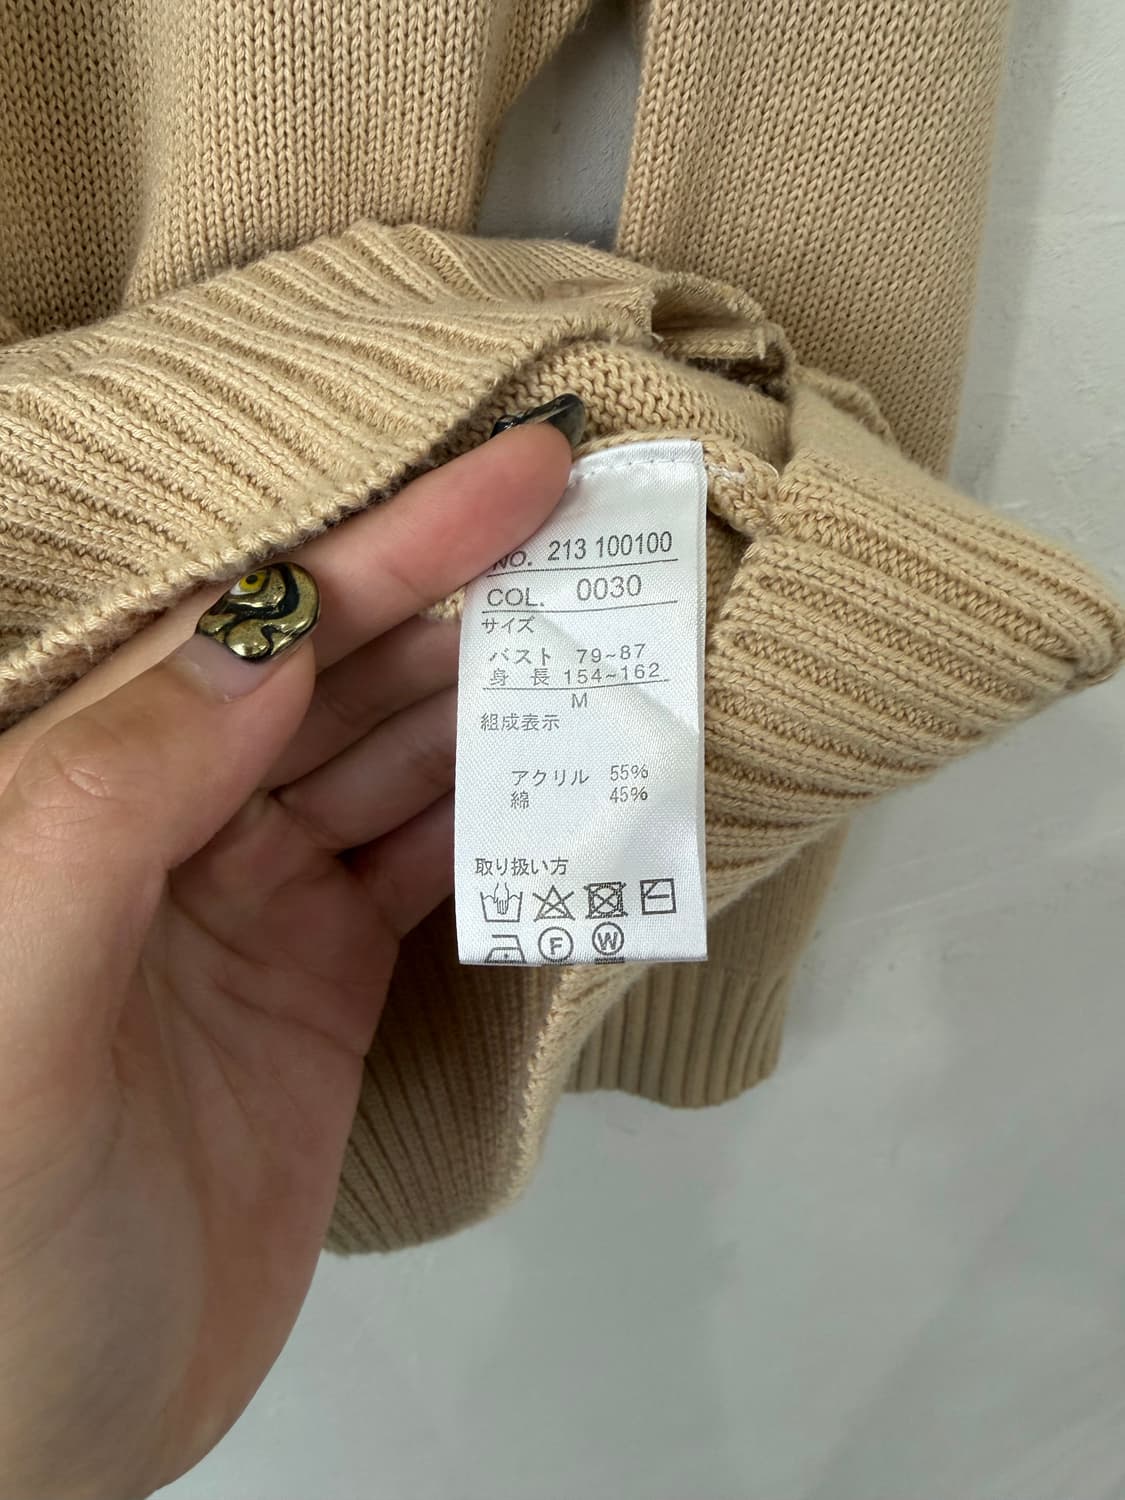 NO. 213 100100
COL. 0030
サイズ
バスト 79~87
身 長 154~162
M
組成表示
アクリル 55%
綿 45%
取り扱い方
F W